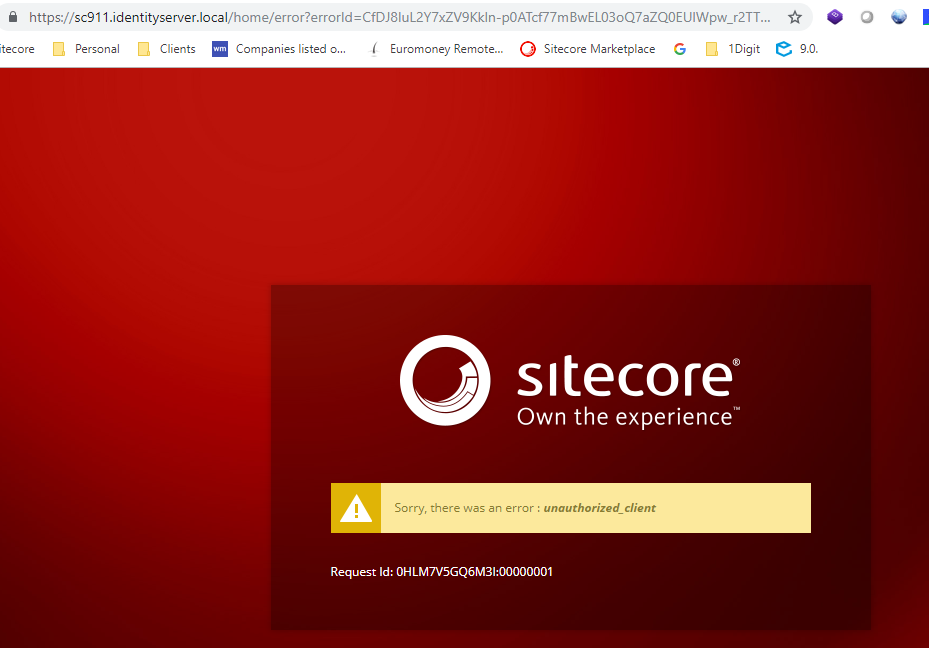 https://sc911.identityserver.local/home/error?errorId=CfDJ8IuL2Y7xZV9KkIn-p0ATcf77mBwEL03oQ7aZQ0EUIWpw_r2TT...
itecore Personal Clients wm Companies listed o... Euromoney Remote... Sitecore Marketplace G 1Digit 9.0.
sitecore®
Own the experience™
Sorry, there was an error : unauthorized_client
Request Id: 0HLM7V5GQ6M3I:00000001